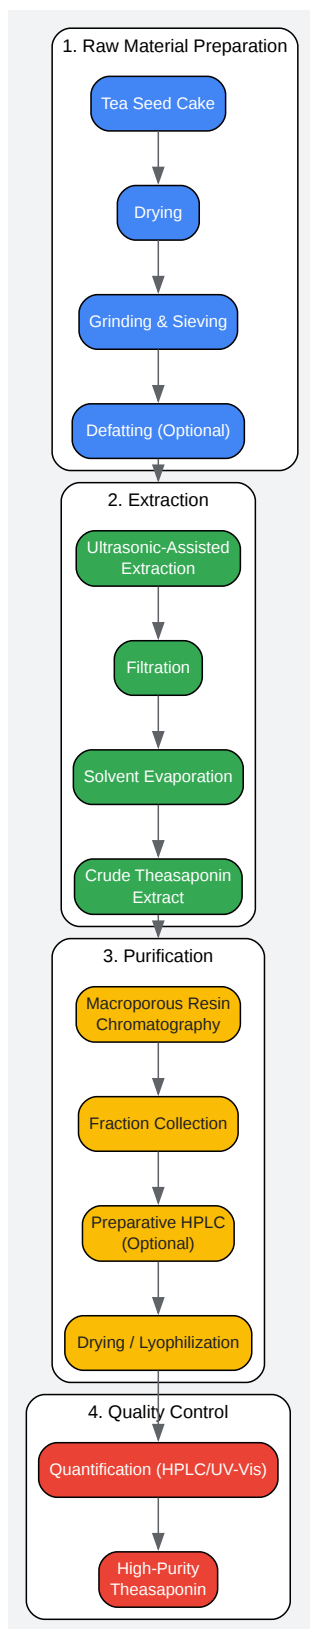 1. Raw Material Preparation
Tea Seed Cake
Drying
Grinding & Sieving
Defatting (Optional)
2. Extraction
Ultrasonic-Assisted
Extraction
Filtration
Solvent Evaporation
Crude Theasaponin
Extract
3. Purification
Macroporous Resin
Chromatography
Fraction Collection
Preparative HPLC
(Optional)
Drying / Lyophilization
4. Quality Control
Quantification (HPLC/UV-Vis)
High-Purity
Theasaponin